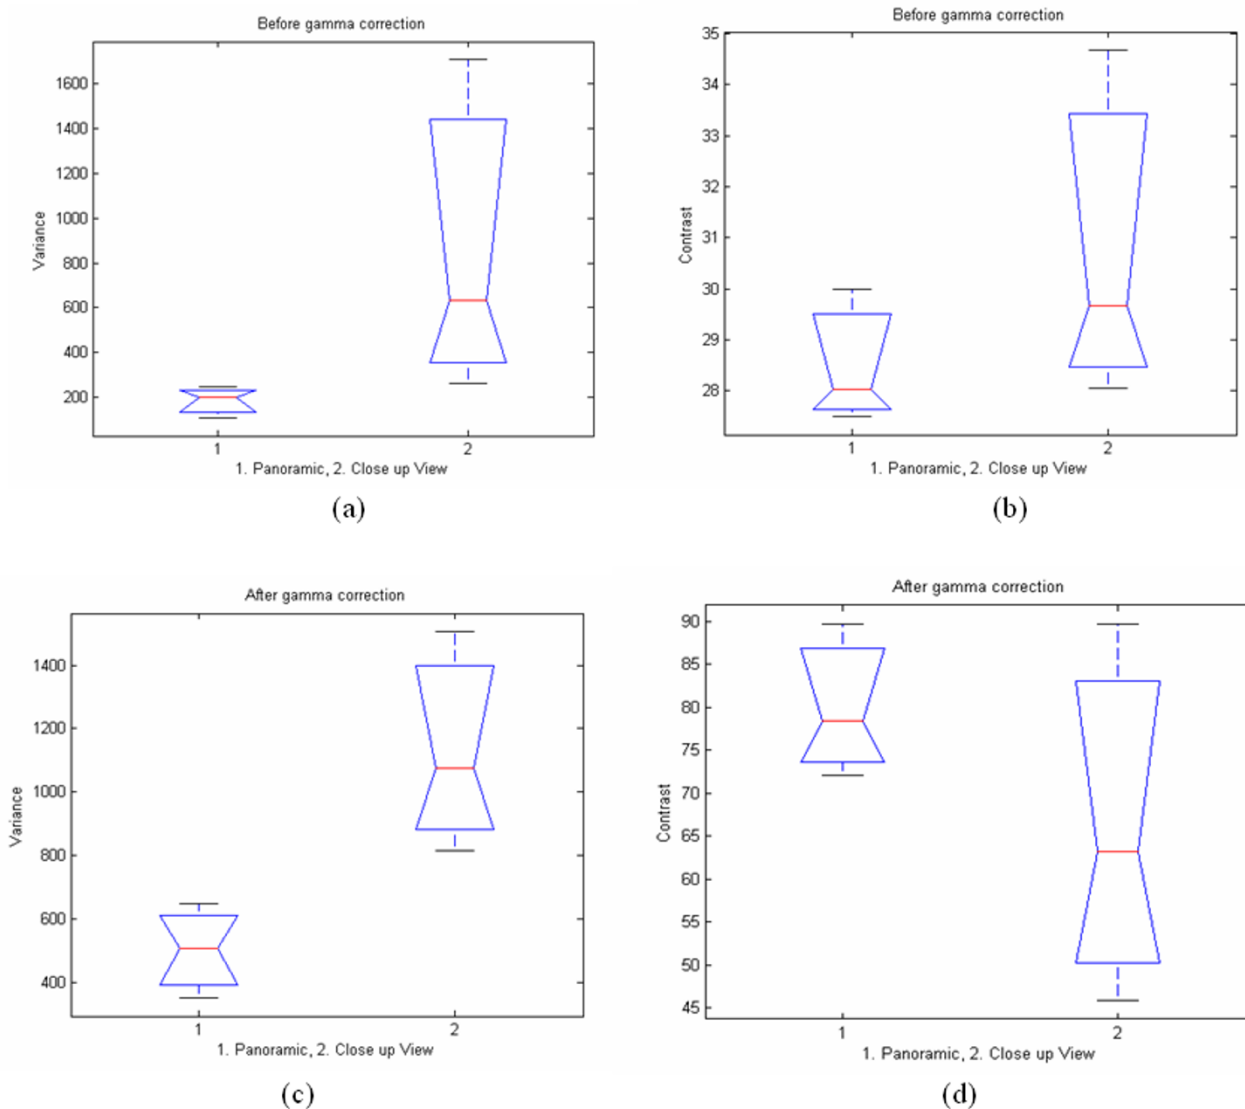 Before gamma correction
Variance
1600
1400
1200
1000
800
600
400
200
1 2
1. Panoramic, 2. Close up View
(a)
Before gamma correction
Contrast
35
34
33
32
31
30
29
28
1 2
1. Panoramic, 2. Close up View
(b)
After gamma correction
Variance
1400
1200
1000
800
600
400
1 2
1. Panoramic, 2. Close up View
(c)
After gamma correction
Contrast
90
85
80
75
70
65
60
55
50
45
1 2
1. Panoramic, 2. Close up View
(d)